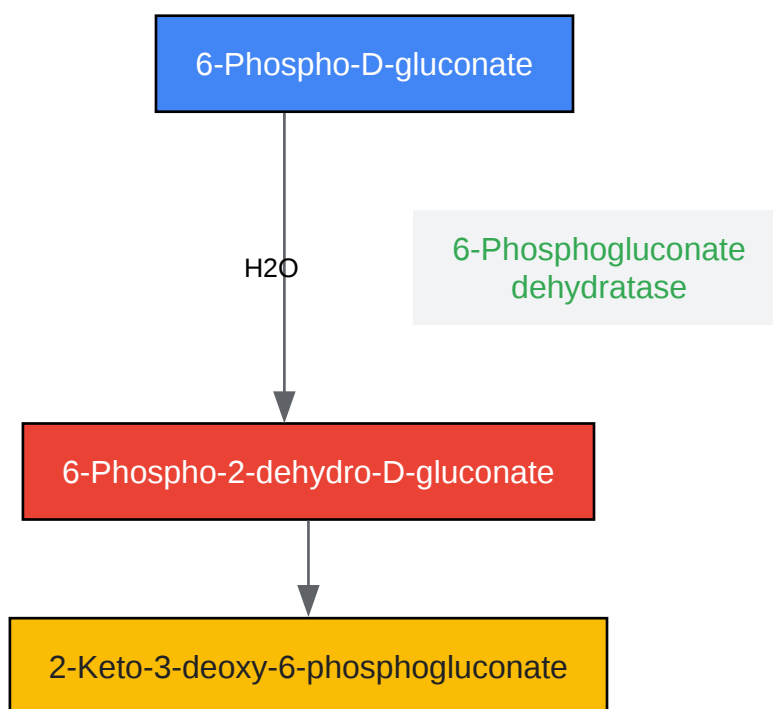 6-Phospho-D-gluconate
H2O
6-Phosphogluconate
dehydratase
6-Phospho-2-dehydro-D-gluconate
2-Keto-3-deoxy-6-phosphogluconate